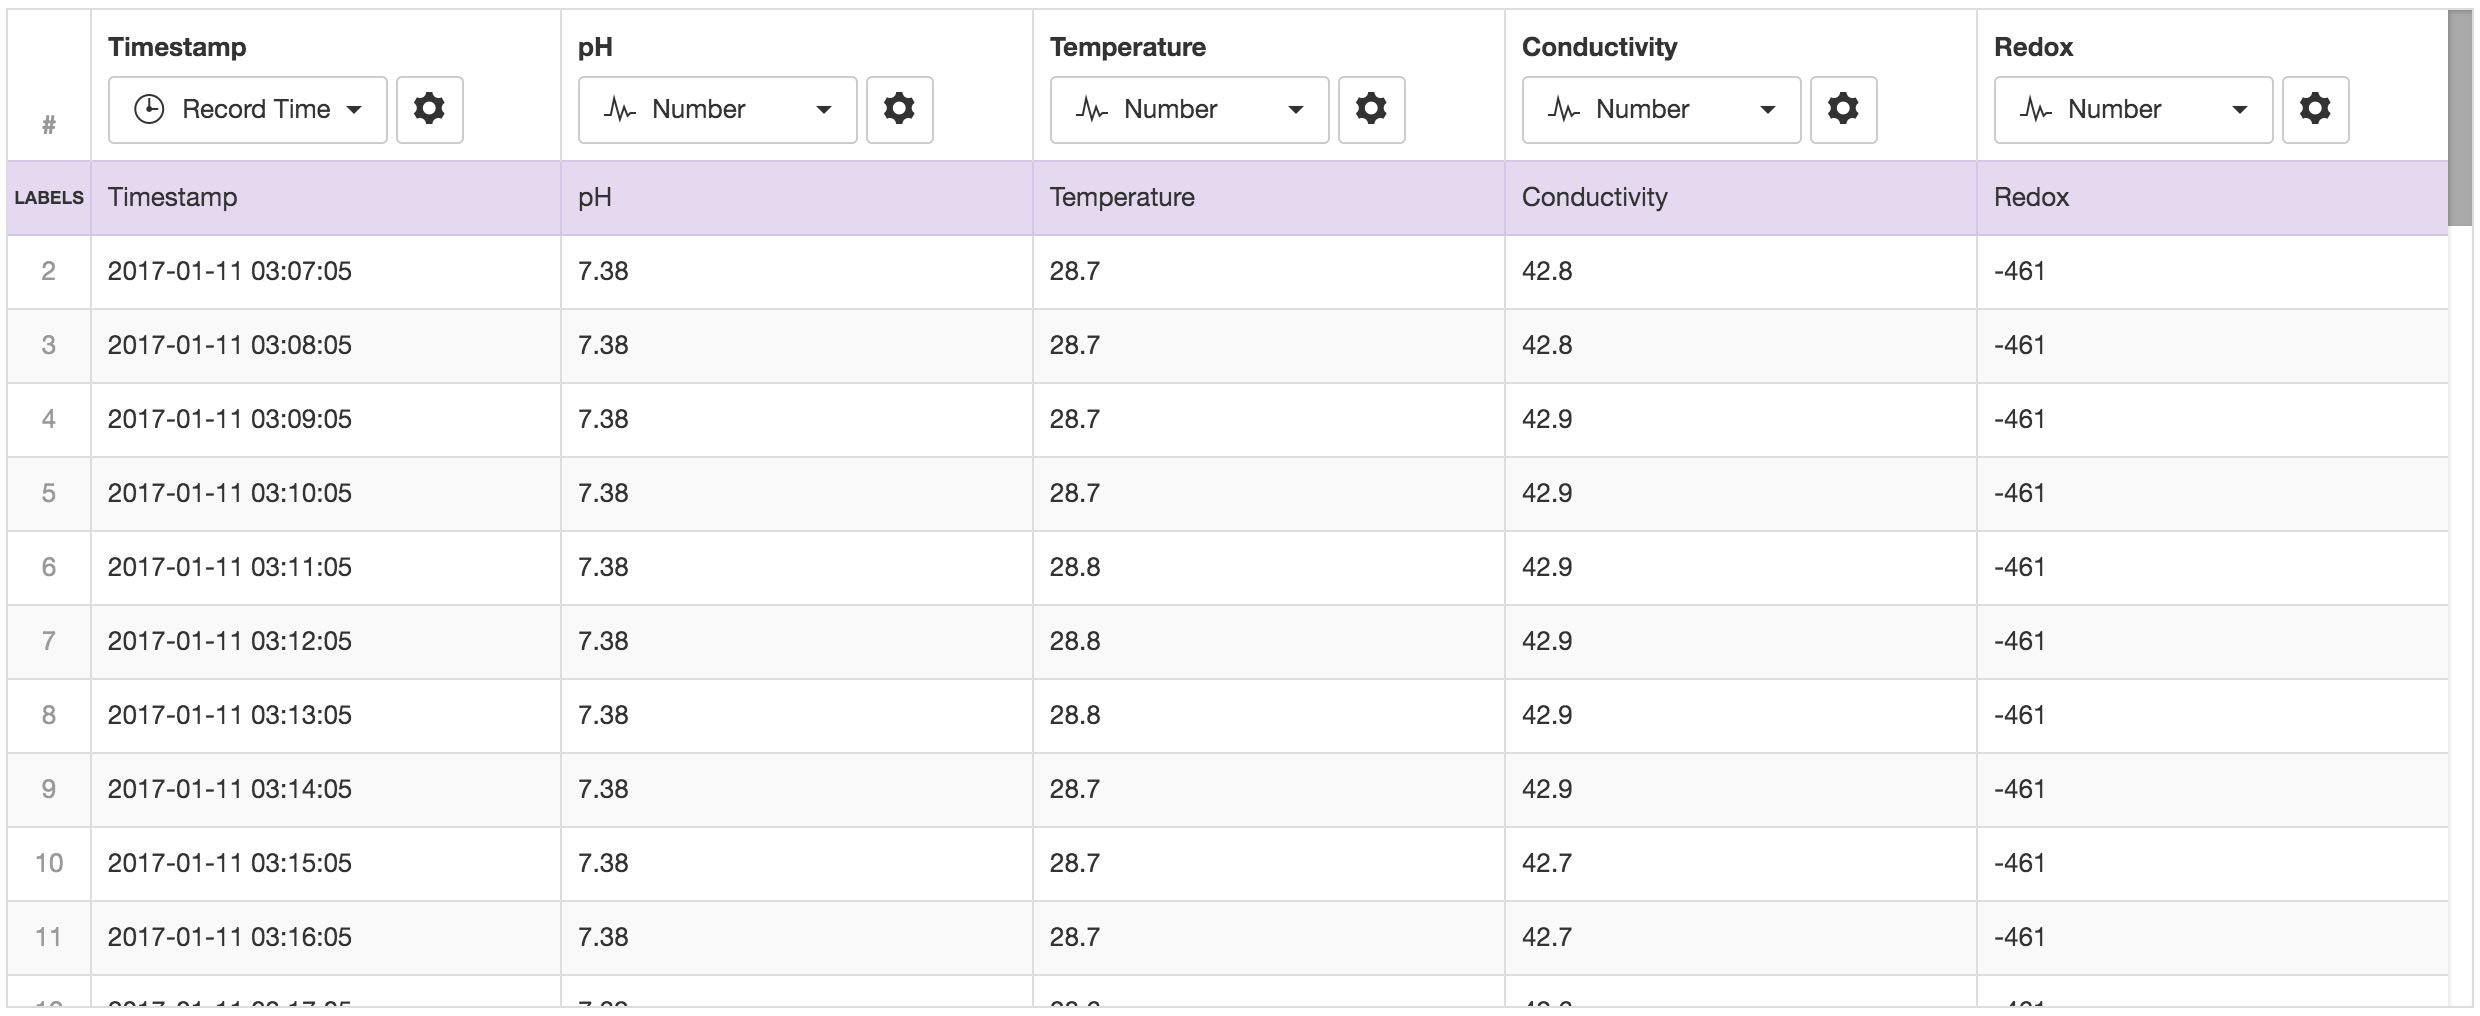 # Timestamp pH Temperature Conductivity Redox
Record Time Number Number Number Number
LABELS Timestamp pH Temperature Conductivity Redox
2 2017-01-11 03:07:05 7.38 28.7 42.8 -461
3 2017-01-11 03:08:05 7.38 28.7 42.8 -461
4 2017-01-11 03:09:05 7.38 28.7 42.9 -461
5 2017-01-11 03:10:05 7.38 28.7 42.9 -461
6 2017-01-11 03:11:05 7.38 28.8 42.9 -461
7 2017-01-11 03:12:05 7.38 28.8 42.9 -461
8 2017-01-11 03:13:05 7.38 28.8 42.9 -461
9 2017-01-11 03:14:05 7.38 28.7 42.9 -461
10 2017-01-11 03:15:05 7.38 28.7 42.7 -461
11 2017-01-11 03:16:05 7.38 28.7 42.7 -461